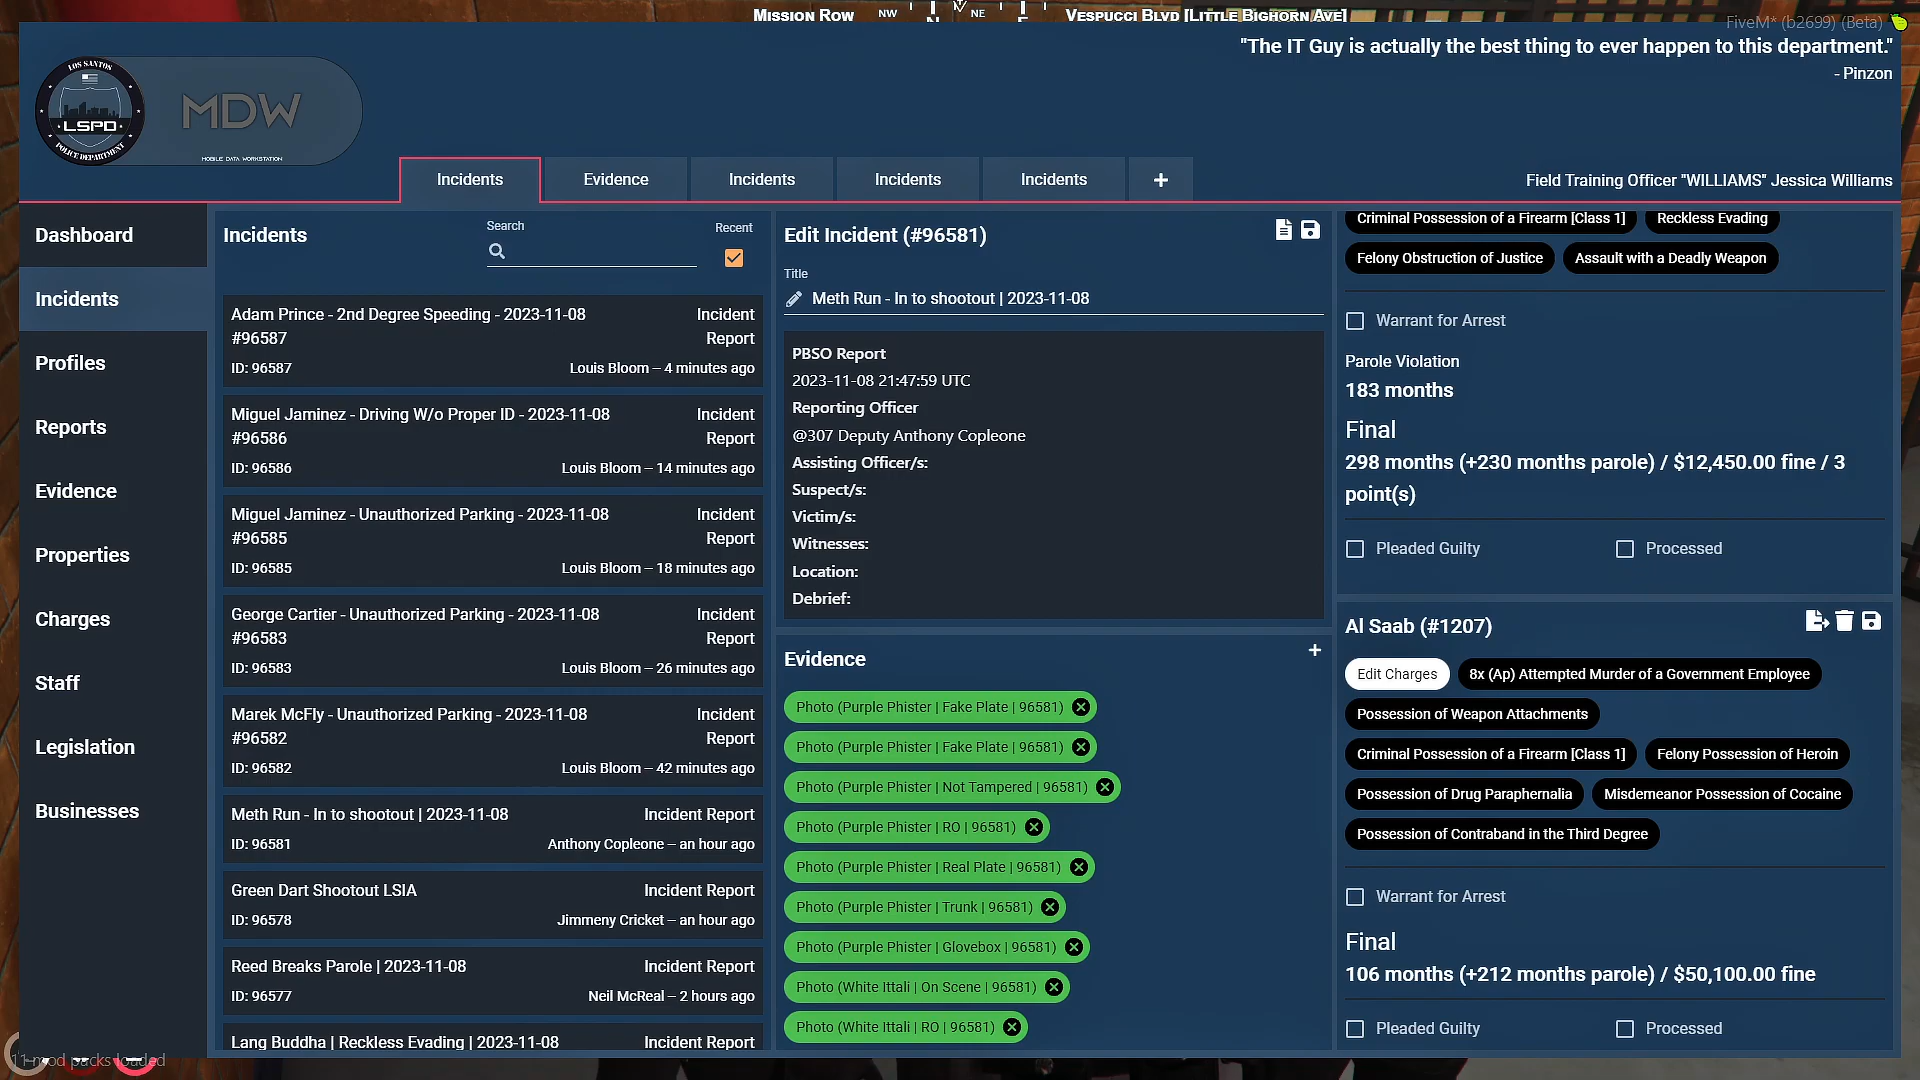 Mission Row NW N NE E Vespucci Blvd [Little Bighorn Ave]
FiveM* (b2699) (Beta)
"The IT Guy is actually the best thing to ever happen to this department."
- Pinzon
LOS SANTOS
LSPD
POLICE DEPARTMENT
MDW
MOBILE DATA WORKSTATION
Incidents
Evidence
Incidents
Incidents
Incidents
+
Field Training Officer "WILLIAMS" Jessica Williams
Dashboard
Incidents
Profiles
Reports
Evidence
Properties
Charges
Staff
Legislation
Businesses
Incidents
Search
Recent
Adam Prince - 2nd Degree Speeding - 2023-11-08 #96587
Incident Report
ID: 96587
Louis Bloom – 4 minutes ago
Miguel Jaminez - Driving W/o Proper ID - 2023-11-08 #96586
Incident Report
ID: 96586
Louis Bloom – 14 minutes ago
Miguel Jaminez - Unauthorized Parking - 2023-11-08 #96585
Incident Report
ID: 96585
Louis Bloom – 18 minutes ago
George Cartier - Unauthorized Parking - 2023-11-08 #96583
Incident Report
ID: 96583
Louis Bloom – 26 minutes ago
Marek McFly - Unauthorized Parking - 2023-11-08 #96582
Incident Report
ID: 96582
Louis Bloom – 42 minutes ago
Meth Run - In to shootout | 2023-11-08
Incident Report
ID: 96581
Anthony Copleone – an hour ago
Green Dart Shootout LSIA
Incident Report
ID: 96578
Jimmeny Cricket – an hour ago
Reed Breaks Parole | 2023-11-08
Incident Report
ID: 96577
Neil McReal – 2 hours ago
Lang Buddha | Reckless Evading | 2023-11-08
Incident Report
Edit Incident (#96581)
Title
Meth Run - In to shootout | 2023-11-08
PBSO Report
2023-11-08 21:47:59 UTC
Reporting Officer
@307 Deputy Anthony Copleone
Assisting Officer/s:
Suspect/s:
Victim/s:
Witnesses:
Location:
Debrief:
Evidence
+
Photo (Purple Phister | Fake Plate | 96581)
Photo (Purple Phister | Fake Plate | 96581)
Photo (Purple Phister | Not Tampered | 96581)
Photo (Purple Phister | RO | 96581)
Photo (Purple Phister | Real Plate | 96581)
Photo (Purple Phister | Trunk | 96581)
Photo (Purple Phister | Glovebox | 96581)
Photo (White Ittali | On Scene | 96581)
Photo (White Ittali | RO | 96581)
Criminal Possession of a Firearm [Class 1]
Reckless Evading
Felony Obstruction of Justice
Assault with a Deadly Weapon
Warrant for Arrest
Parole Violation
183 months
Final
298 months (+230 months parole) / $12,450.00 fine / 3
point(s)
Pleaded Guilty
Processed
Al Saab (#1207)
Edit Charges
8x (Ap) Attempted Murder of a Government Employee
Possession of Weapon Attachments
Criminal Possession of a Firearm [Class 1]
Felony Possession of Heroin
Possession of Drug Paraphernalia
Misdemeanor Possession of Cocaine
Possession of Contraband in the Third Degree
Warrant for Arrest
Final
106 months (+212 months parole) / $50,100.00 fine
Pleaded Guilty
Processed
11 mod packs loaded